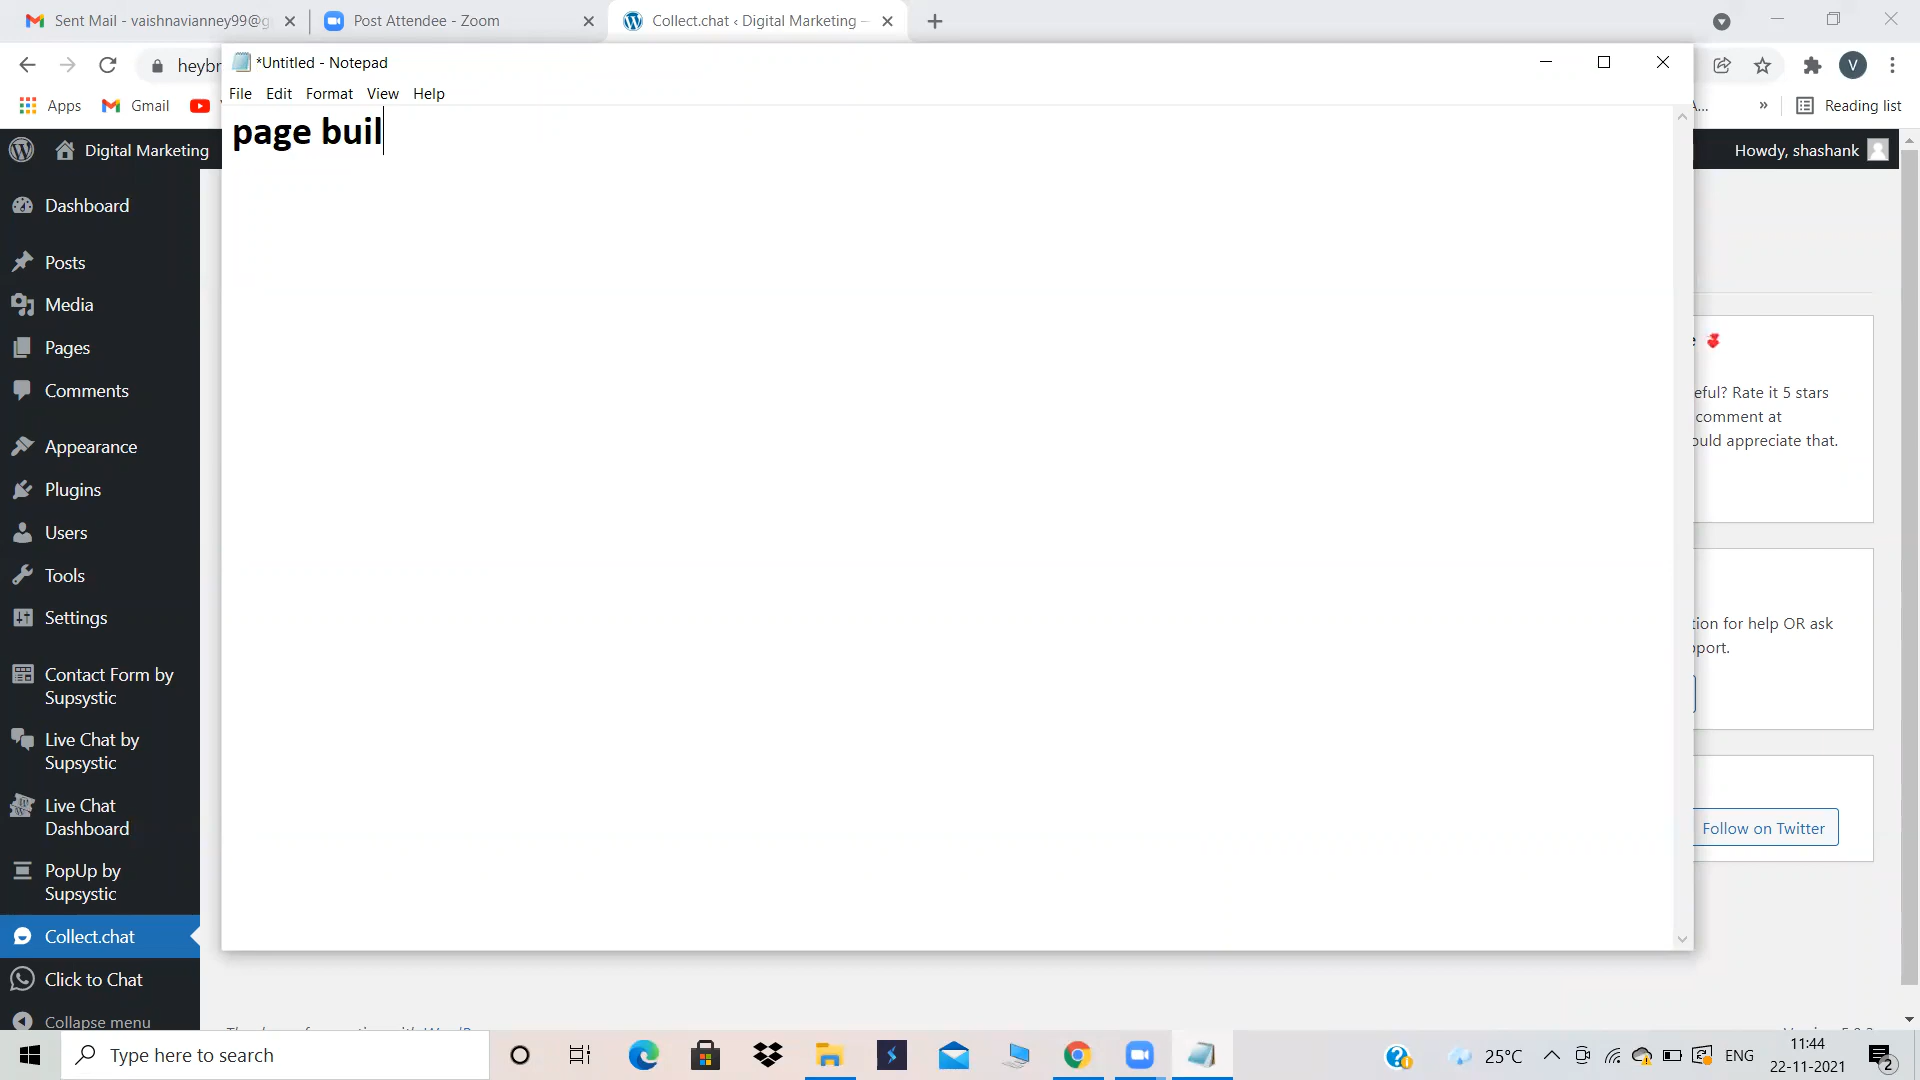 Sent Mail - vaishnavianney99@g
Post Attendee - Zoom
Collect.chat ‹ Digital Marketing –
heybr
*Untitled - Notepad
Apps
Gmail
A...
»
Reading list
File Edit Format View Help
page buil
Digital Marketing
Howdy, shashank
Dashboard
Posts
Media
Pages
Comments
Appearance
Plugins
Users
Tools
Settings
Contact Form by
Supsystic
Live Chat by
Supsystic
Live Chat
Dashboard
PopUp by
Supsystic
Collect.chat
Click to Chat
Collapse menu
eful? Rate it 5 stars
comment at
ould appreciate that.
tion for help OR ask
pport.
Follow on Twitter
Type here to search
25°C
ENG
11:44
22-11-2021
2